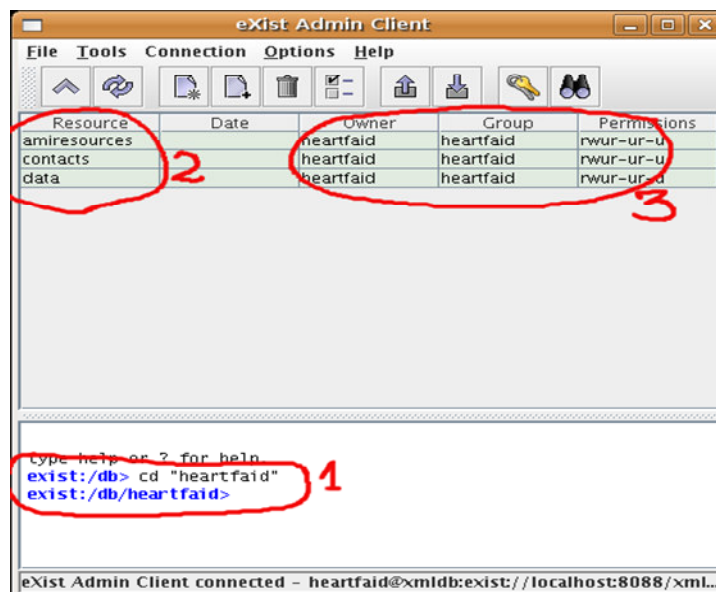 eXist Admin Client
File Tools Connection Options Help
Resource Date Owner Group Permissions
amiresources heartfaid heartfaid rwur-ur-u
contacts heartfaid heartfaid rwur-ur-u
data heartfaid heartfaid rwur-ur-u
2
3
type help or ? for help.
exist:/db> cd "heartfaid"
exist:/db/heartfaid>
1
eXist Admin Client connected - heartfaid@xmldb:exist://localhost:8088/xml...